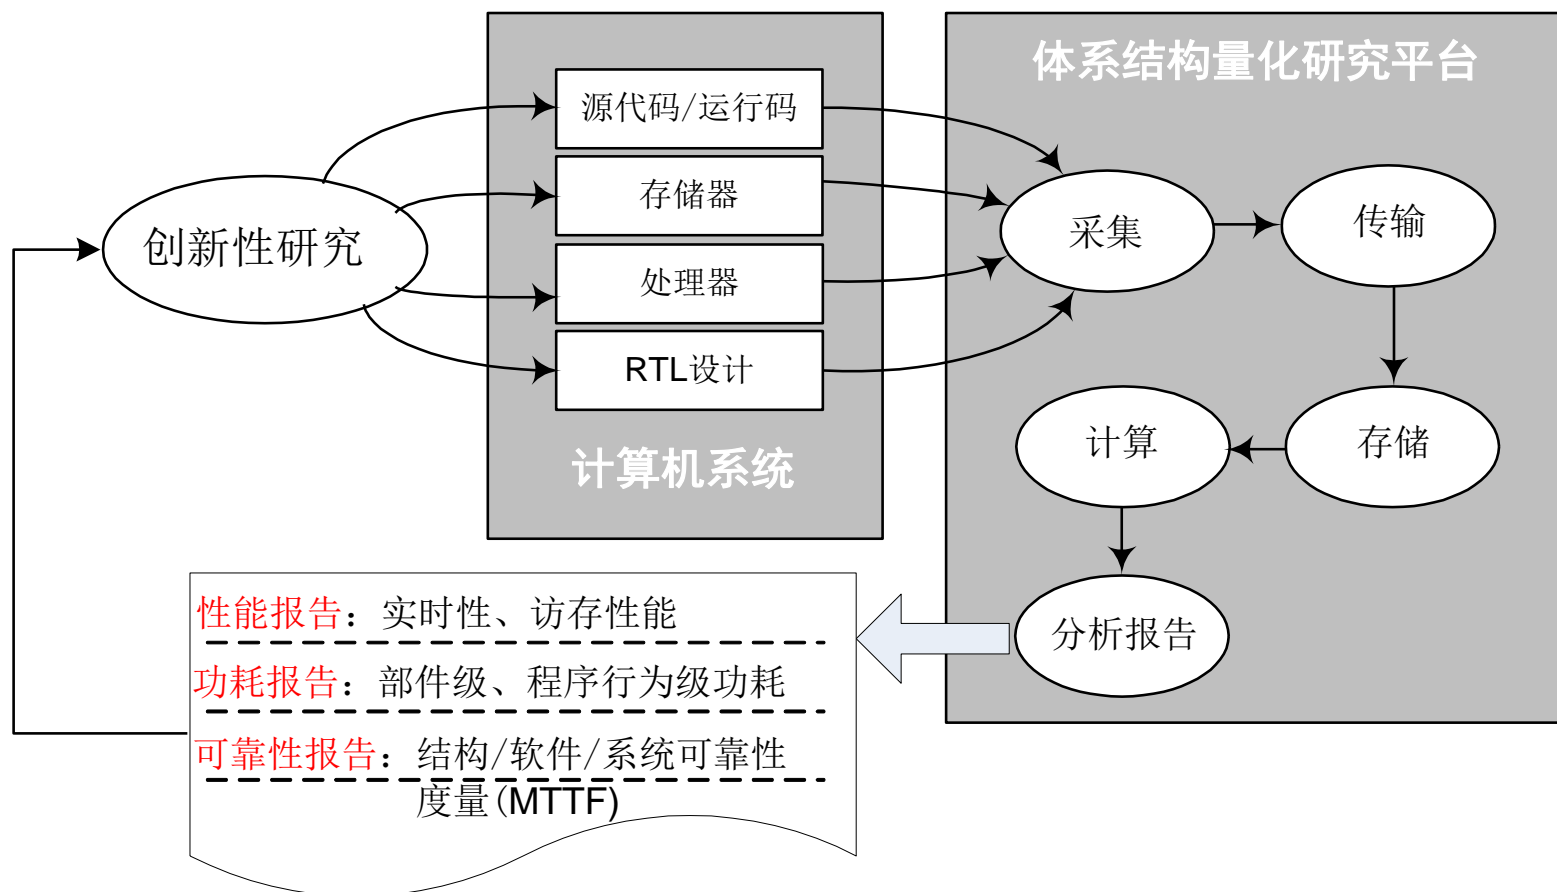 体系结构量化研究平台
源代码/运行码
存储器
处理器
RTL设计
计算机系统
创新性研究
采集
传输
存储
计算
分析报告
性能报告：实时性、访存性能
功耗报告：部件级、程序行为级功耗
可靠性报告：结构/软件/系统可靠性
度量(MTTF)